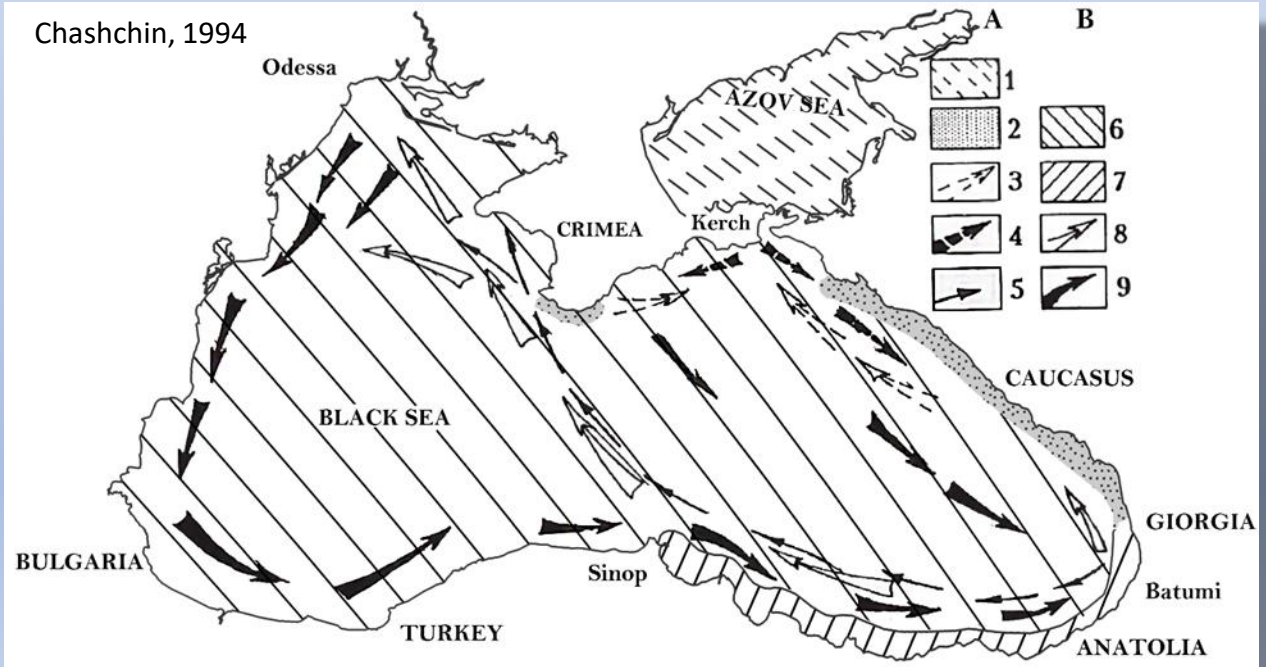 Chashchin, 1994
A B
Odessa
AZOV SEA
1
2 6
3 7
4 8
5 9
CRIMEA
Kerch
CAUCASUS
BLACK SEA
GIORGIA
BULGARIA
Sinop
Batumi
TURKEY
ANATOLIA